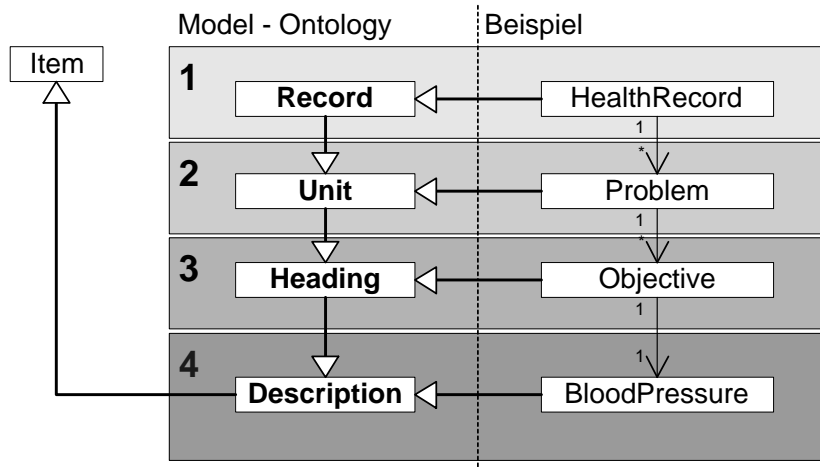 Model - Ontology Beispiel
Item
1
Record HealthRecord
1
*
2
Unit Problem
1
*
3
Heading Objective
1
1
4
Description BloodPressure